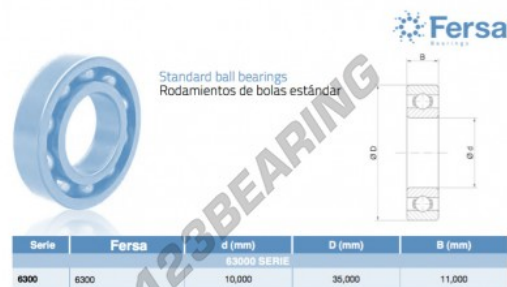 Fersa
Bearings
Standard ball bearings
Rodamientos de bolas estándar
B
Ø D
Ø d
123BEARING
Serie Fersa d (mm) D (mm) B (mm)
63000 SERIE
6300 6300 10,000 35,000 11,000